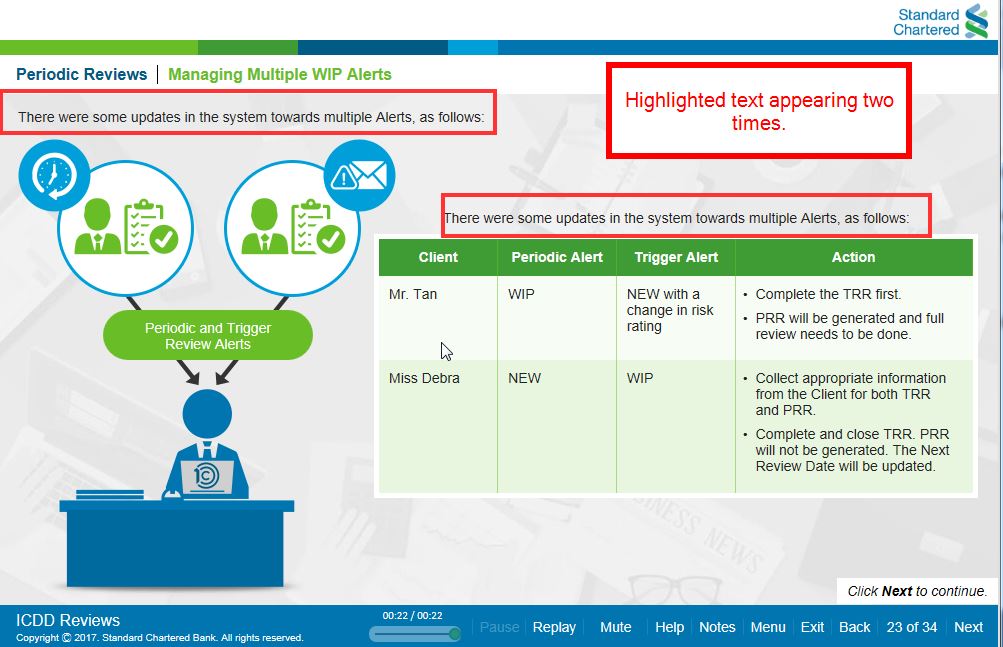 Standard
Chartered
Periodic Reviews | Managing Multiple WIP Alerts
There were some updates in the system towards multiple Alerts, as follows:
Highlighted text appearing two
times.
There were some updates in the system towards multiple Alerts, as follows:
Client Periodic Alert Trigger Alert Action
Mr. Tan WIP NEW with a
change in risk
rating
• Complete the TRR first.
• PRR will be generated and full
review needs to be done.
Miss Debra NEW WIP
• Collect appropriate information
from the Client for both TRR
and PRR.
• Complete and close TRR. PRR
will not be generated. The Next
Review Date will be updated.
Periodic and Trigger
Review Alerts
BUSINESS NEWS
Click Next to continue.
ICDD Reviews
Copyright © 2017. Standard Chartered Bank. All rights reserved.
00:22 / 00:22
Pause Replay Mute Help Notes Menu Exit Back 23 of 34 Next